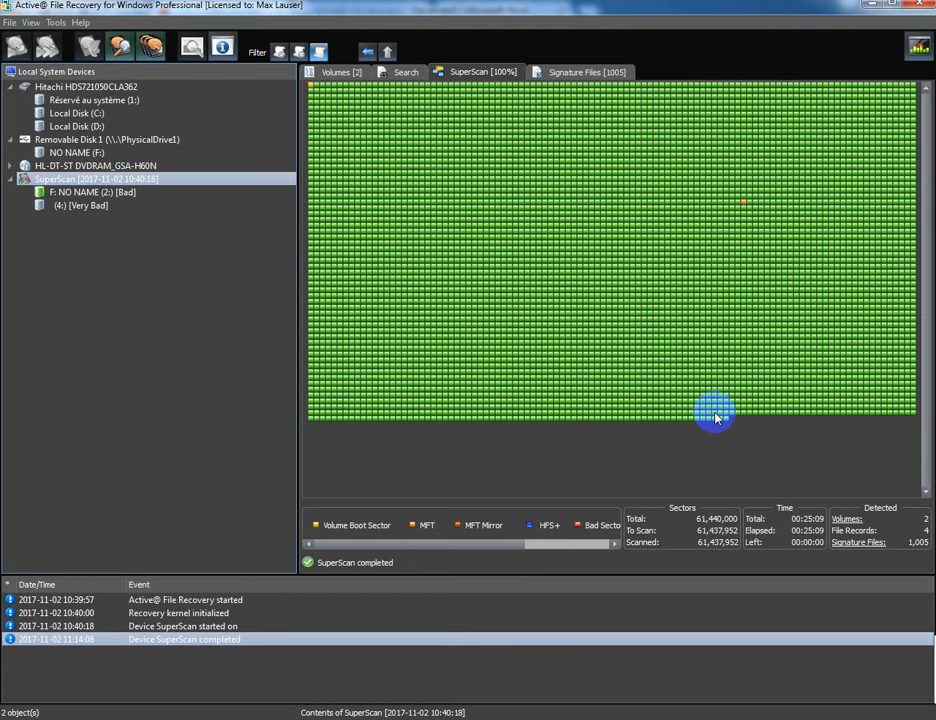 Active@ File Recovery for Windows Professional [Licensed to: Max Lauser]
File View Tools Help
Filter
Local System Devices
Hitachi HDS721050CLA362
Réservé au système (1:)
Local Disk (C:)
Local Disk (D:)
Removable Disk 1 (\\.\PhysicalDrive1)
NO NAME (F:)
HL-DT-ST DVDRAM_GSA-H60N
SuperScan [2017-11-02 10:40:18]
F: NO NAME (2:) [Bad]
(4:) [Very Bad]
Volumes [2] Search SuperScan [100%] Signature Files [1005]
Volume Boot Sector MFT MFT Mirror HFS+ Bad Secto
Sectors
Total: 61,440,000
To Scan: 61,437,952
Scanned: 61,437,952
Time
Total: 00:25:09
Elapsed: 00:25:09
Left: 00:00:00
Detected
Volumes: 2
File Records: 4
Signature Files: 1,005
SuperScan completed
* Date/Time Event
2017-11-02 10:39:57 Active@ File Recovery started
2017-11-02 10:40:00 Recovery kernel initialized
2017-11-02 10:40:18 Device SuperScan started on
2017-11-02 11:14:08 Device SuperScan completed
2 object(s) Contents of SuperScan [2017-11-02 10:40:18]